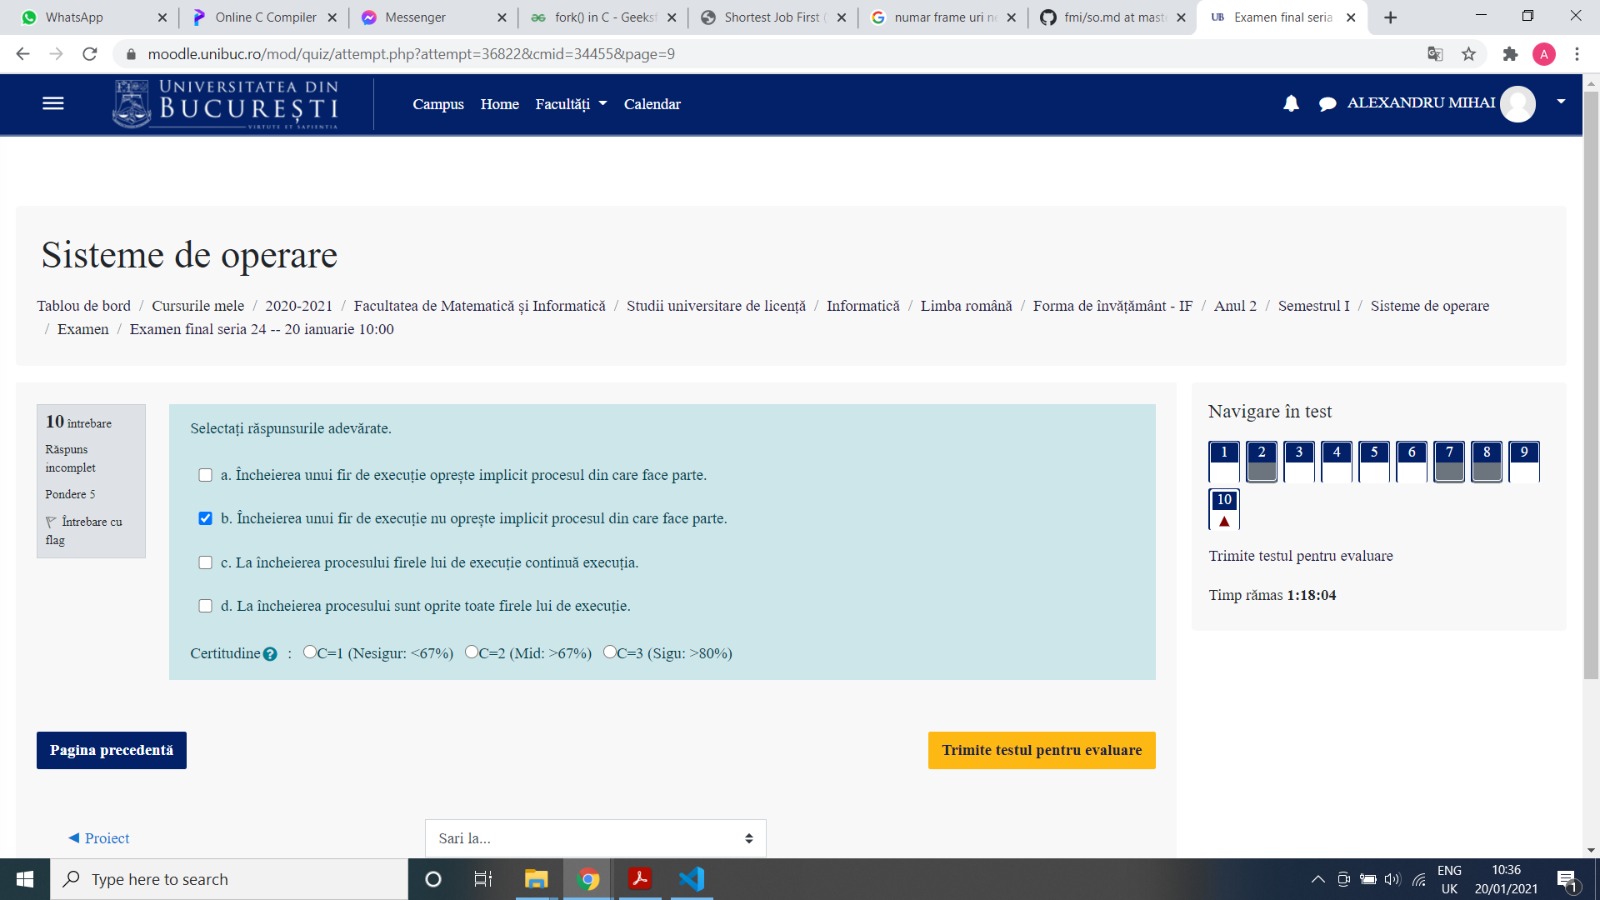 WhatsApp
Online C Compiler
Messenger
fork() in C - Geeks
Shortest Job First (
numar frame uri n
fmi/so.md at mast
UB Examen final seria
moodle.unibuc.ro/mod/quiz/attempt.php?attempt=36822&cmid=34455&page=9
A
UNIVERSITATEA DIN
BUCUREȘTI
VIRTUTE ET SAPIENTIA
Campus Home Facultăți Calendar
ALEXANDRU MIHAI
Sisteme de operare
Tablou de bord / Cursurile mele / 2020-2021 / Facultatea de Matematică și Informatică / Studii universitare de licență / Informatică / Limba română / Forma de învățământ - IF / Anul 2 / Semestrul I / Sisteme de operare
/ Examen / Examen final seria 24 -- 20 ianuarie 10:00
10 întrebare
Răspuns
incomplet
Pondere 5
Întrebare cu
flag
Selectați răspunsurile adevărate.
a. Încheierea unui fir de execuție oprește implicit procesul din care face parte.
b. Încheierea unui fir de execuție nu oprește implicit procesul din care face parte.
c. La încheierea procesului firele lui de execuție continuă execuția.
d. La încheierea procesului sunt oprite toate firele lui de execuție.
Certitudine ? : C=1 (Nesigur: <67%) C=2 (Mid: >67%) C=3 (Sigu: >80%)
Navigare în test
1 2 3 4 5 6 7 8 9
10
Trimite testul pentru evaluare
Timp rămas 1:18:04
Pagina precedentă
Trimite testul pentru evaluare
◄ Proiect
Sari la...
Type here to search
ENG
UK
10:36
20/01/2021
1